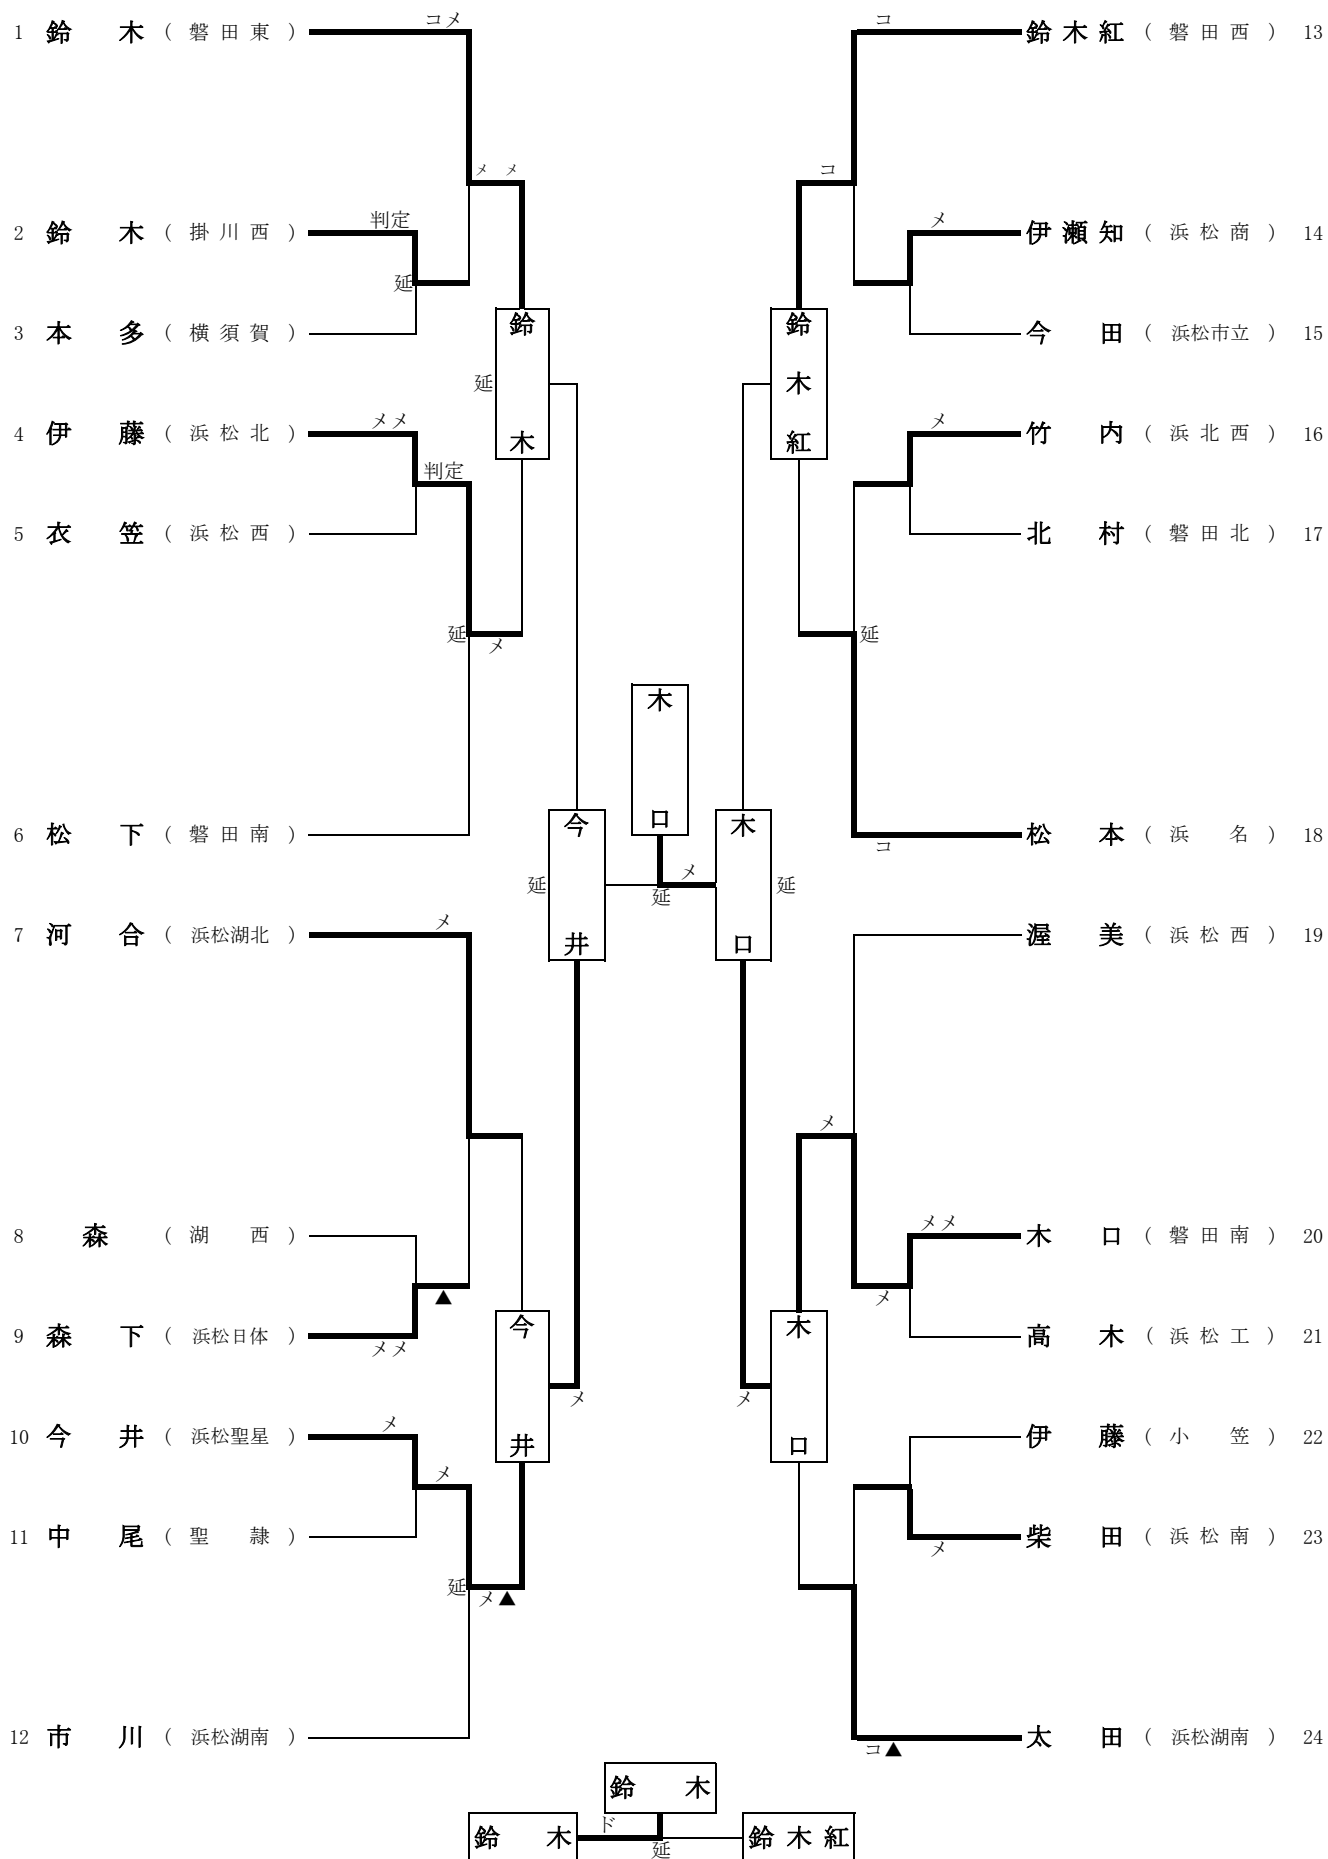 1 鈴木 ( 磐田東 ) コメ
メメ
2 鈴木 ( 掛川西 ) 判定
延
3 本多 ( 横須賀 )
鈴木
延
4 伊藤 ( 浜松北 ) メメ
判定
5 衣笠 ( 浜松西 )
延 メ
6 松下 ( 磐田南 )
今井
延
7 河合 ( 浜松湖北 ) メ
8 森 ( 湖西 )
▲
9 森下 ( 浜松日体 ) メメ
今井
メ
10 今井 ( 浜松聖星 ) メ
メ
11 中尾 ( 聖隷 )
延 メ▲
12 市川 ( 浜松湖南 )
木口
メ
延
コ 鈴木紅 ( 磐田西 ) 13
コ
メ 伊瀬知 ( 浜松商 ) 14
今田 ( 浜松市立 ) 15
鈴木紅
メ 竹内 ( 浜北西 ) 16
北村 ( 磐田北 ) 17
延
コ 松本 ( 浜名 ) 18
木口
延
渥美 ( 浜松西 ) 19
メ
メメ 木口 ( 磐田南 ) 20
メ
高木 ( 浜松工 ) 21
木口
メ
伊藤 ( 小笠 ) 22
メ 柴田 ( 浜松南 ) 23
コ▲ 太田 ( 浜松湖南 ) 24
鈴木
鈴木 ド 延 鈴木紅